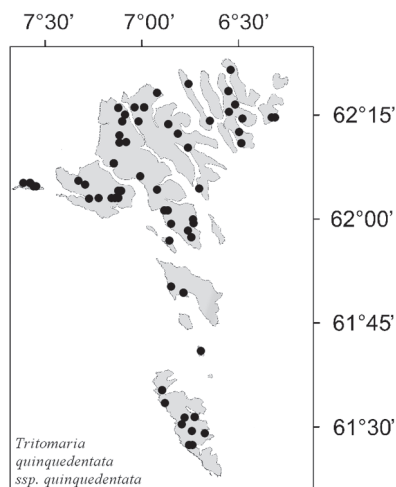 7°30’ 7°00’ 6°30’
62°15’
62°00’
61°45’
61°30’
Tritomaria
quinquedentata
ssp. quinquedentata